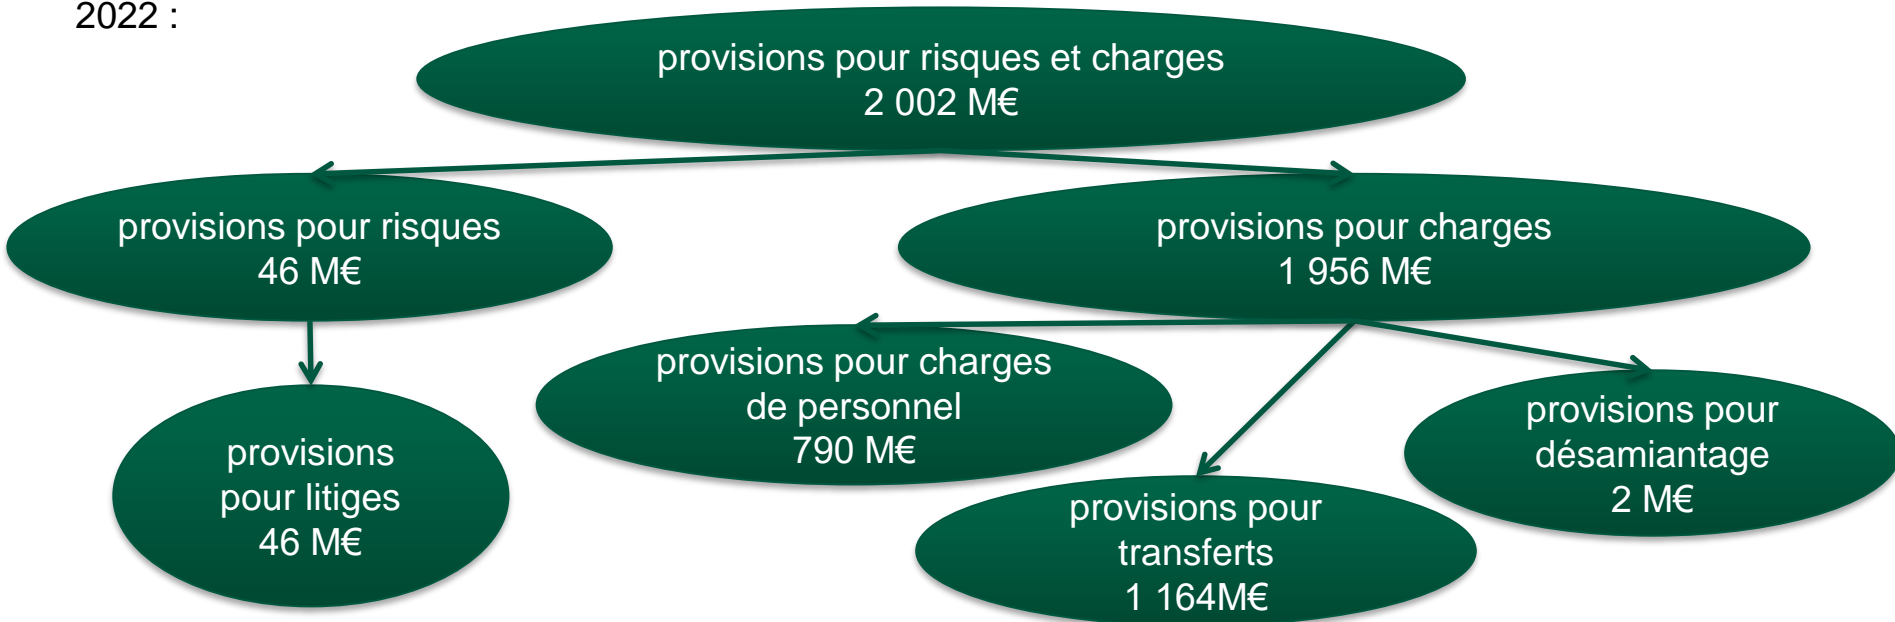 2022 :
provisions pour risques et charges
2 002 M€
provisions pour risques
46 M€
provisions pour charges
1 956 M€
provisions pour charges
de personnel
790 M€
provisions pour
désamiantage
2 M€
provisions
pour litiges
46 M€
provisions pour
transferts
1 164M€